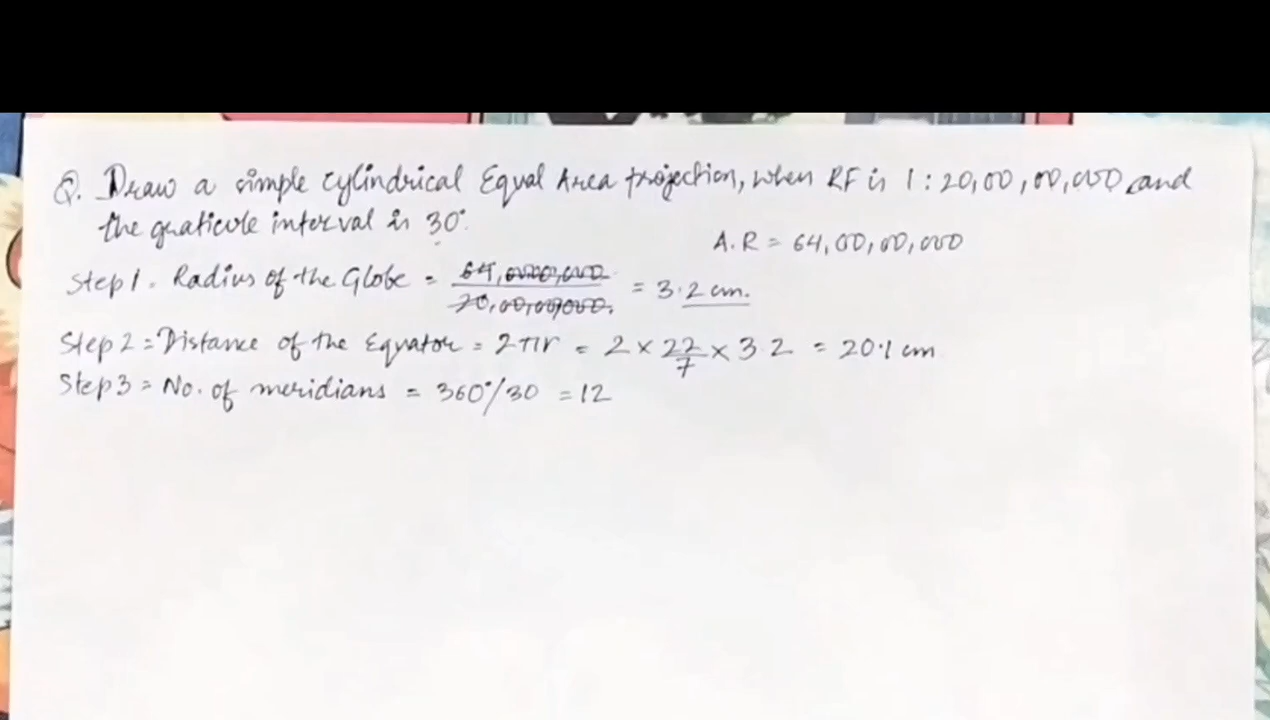 Q. Draw a simple cylindrical Equal Area projection, when RF is 1 : 20,00,00,000 and
the graticule interval is 30°.
A.R = 64,00,00,000
Step 1. Radius of the Globe = 64,0000,000 / 20,00,00,000. = 3.2 cm.
Step 2 = Distance of the Equator = 2πr = 2 × 22/7 × 3.2 = 20.1 cm
Step 3 = No. of meridians = 360°/30 = 12